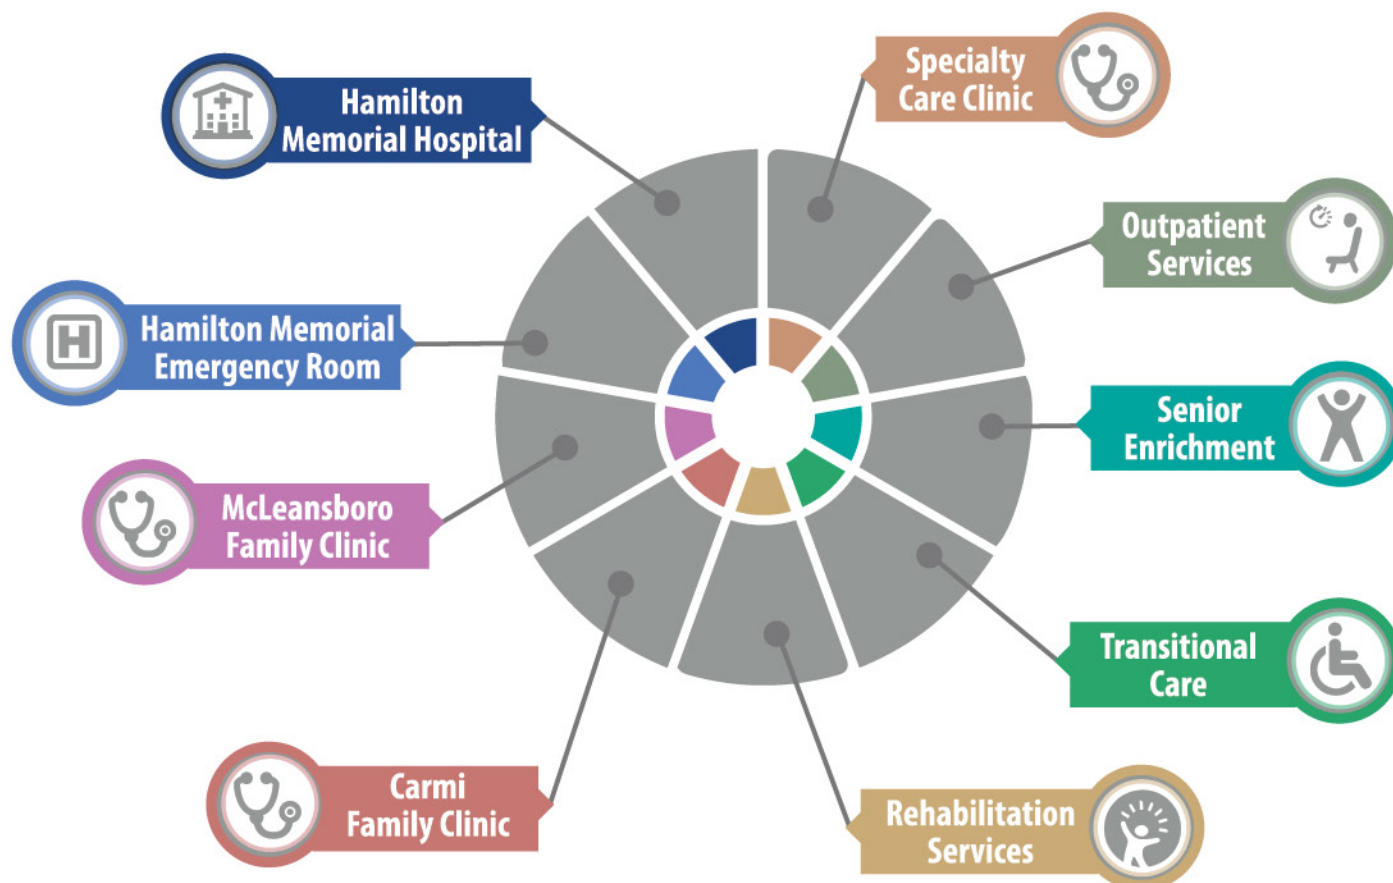 Hamilton
Memorial Hospital
Specialty
Care Clinic
Outpatient
Services
Hamilton Memorial
Emergency Room
H
Senior
Enrichment
McLeansboro
Family Clinic
Transitional
Care
Carmi
Family Clinic
Rehabilitation
Services